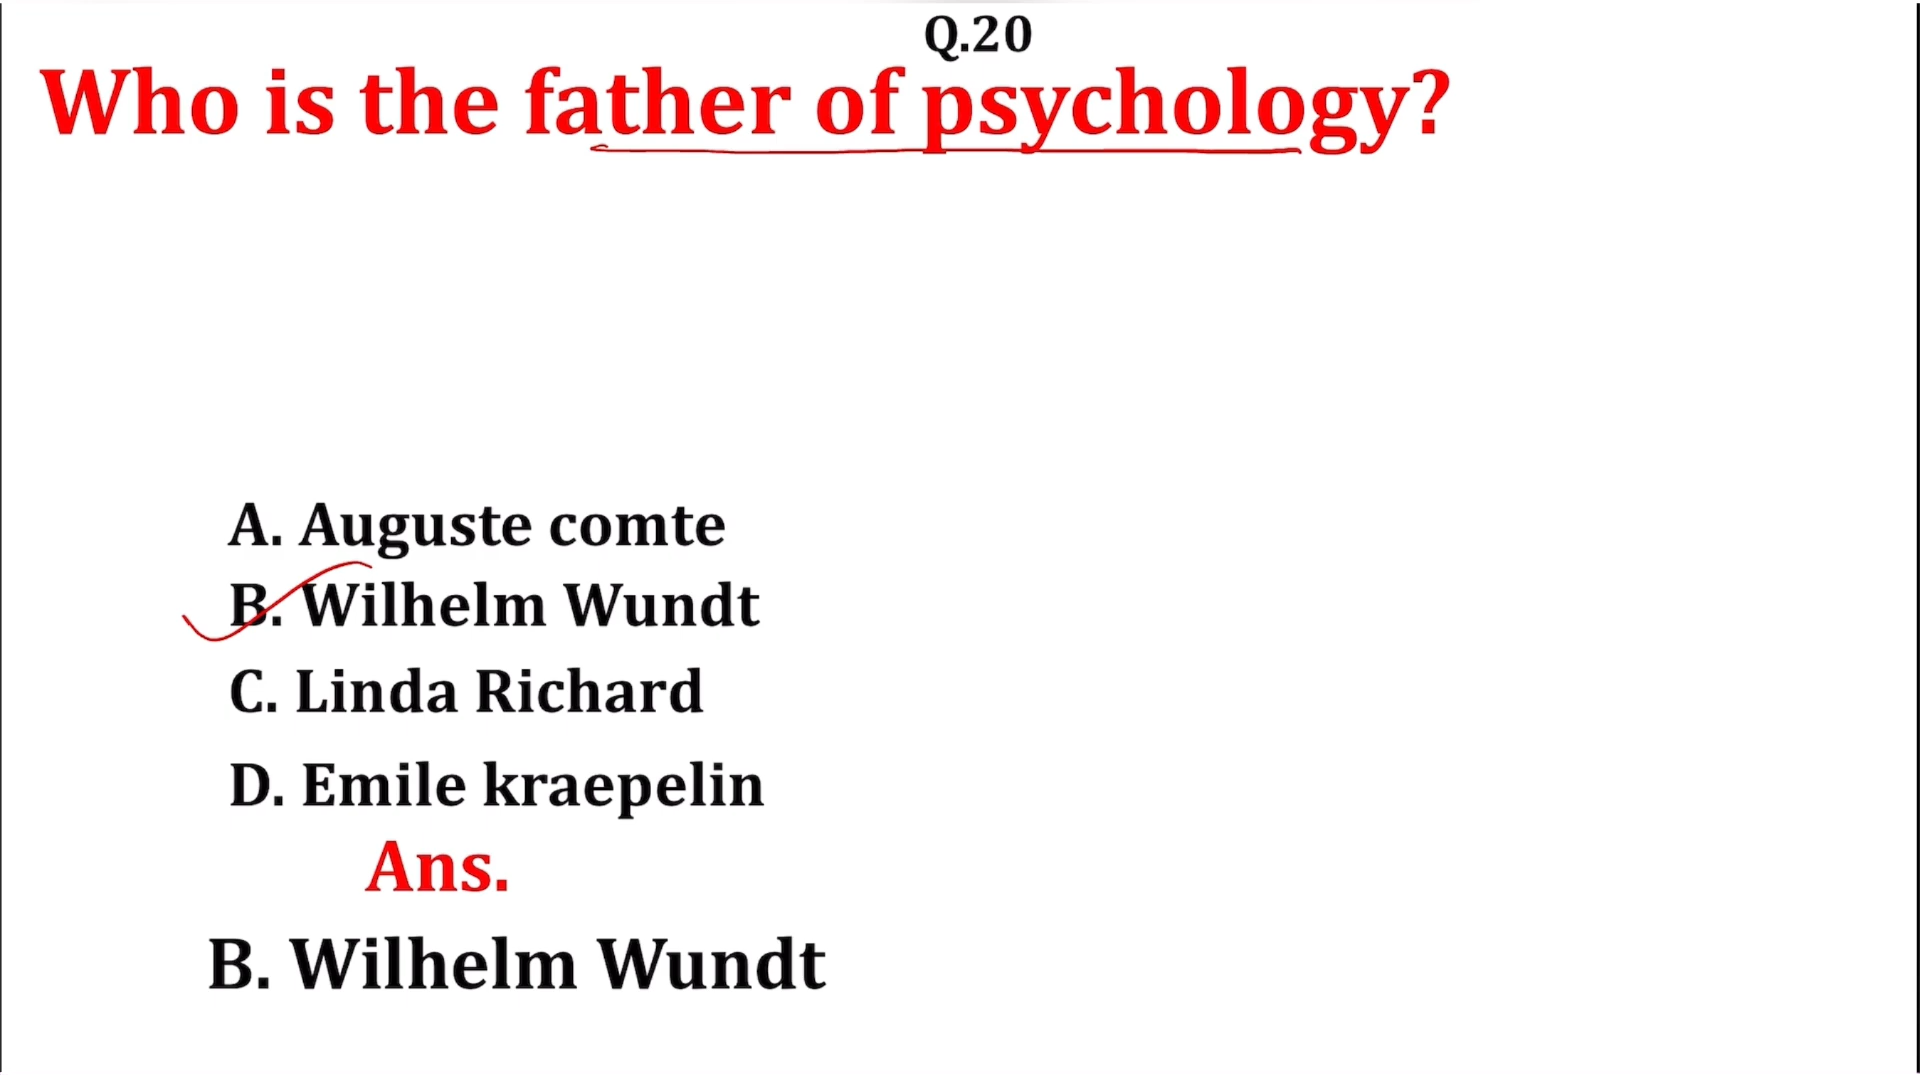 Q.20
Who is the father of psychology?
A. Auguste comte
B. Wilhelm Wundt
C. Linda Richard
D. Emile kraepelin
Ans.
B. Wilhelm Wundt